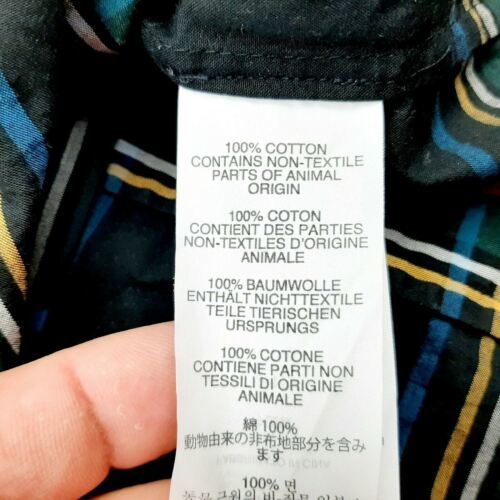 100% COTTON
CONTAINS NON-TEXTILE
PARTS OF ANIMAL
ORIGIN
100% COTON
CONTIENT DES PARTIES
NON-TEXTILES D'ORIGINE
ANIMALE
100% BAUMWOLLE
ENTHÄLT NICHTTEXTILE
TEILE TIERISCHEN
URSPRUNGS
100% COTONE
CONTIENE PARTI NON
TESSILI DI ORIGINE
ANIMALE
綿 100%
動物由来の非布地部分を含み
ます
100% 면